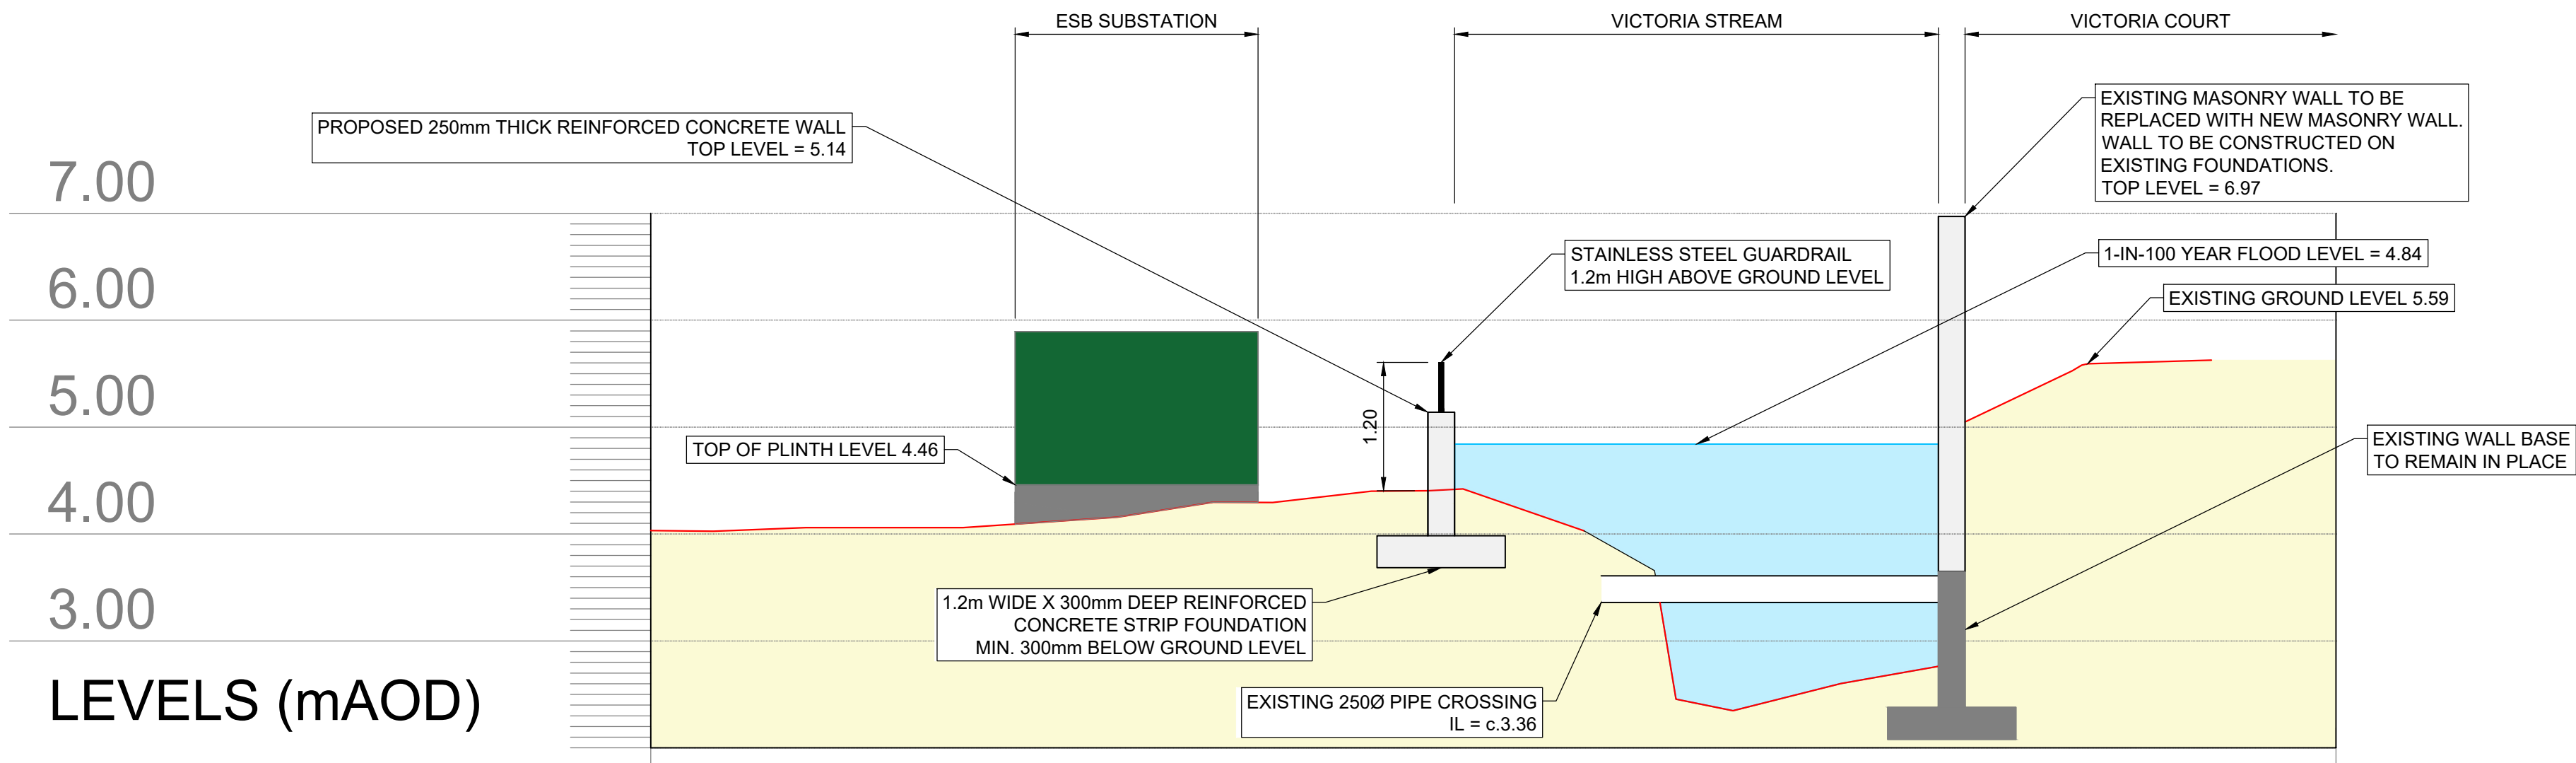 ESB SUBSTATION
VICTORIA STREAM
VICTORIA COURT
PROPOSED 250mm THICK REINFORCED CONCRETE WALL
TOP LEVEL = 5.14
EXISTING MASONRY WALL TO BE
REPLACED WITH NEW MASONRY WALL.
WALL TO BE CONSTRUCTED ON
EXISTING FOUNDATIONS.
TOP LEVEL = 6.97
7.00
STAINLESS STEEL GUARDRAIL
1.2m HIGH ABOVE GROUND LEVEL
1-IN-100 YEAR FLOOD LEVEL = 4.84
6.00
EXISTING GROUND LEVEL 5.59
5.00
1.20
TOP OF PLINTH LEVEL 4.46
EXISTING WALL BASE
TO REMAIN IN PLACE
4.00
3.00
1.2m WIDE X 300mm DEEP REINFORCED
CONCRETE STRIP FOUNDATION
MIN. 300mm BELOW GROUND LEVEL
LEVELS (mAOD)
EXISTING 250Ø PIPE CROSSING
IL = c.3.36